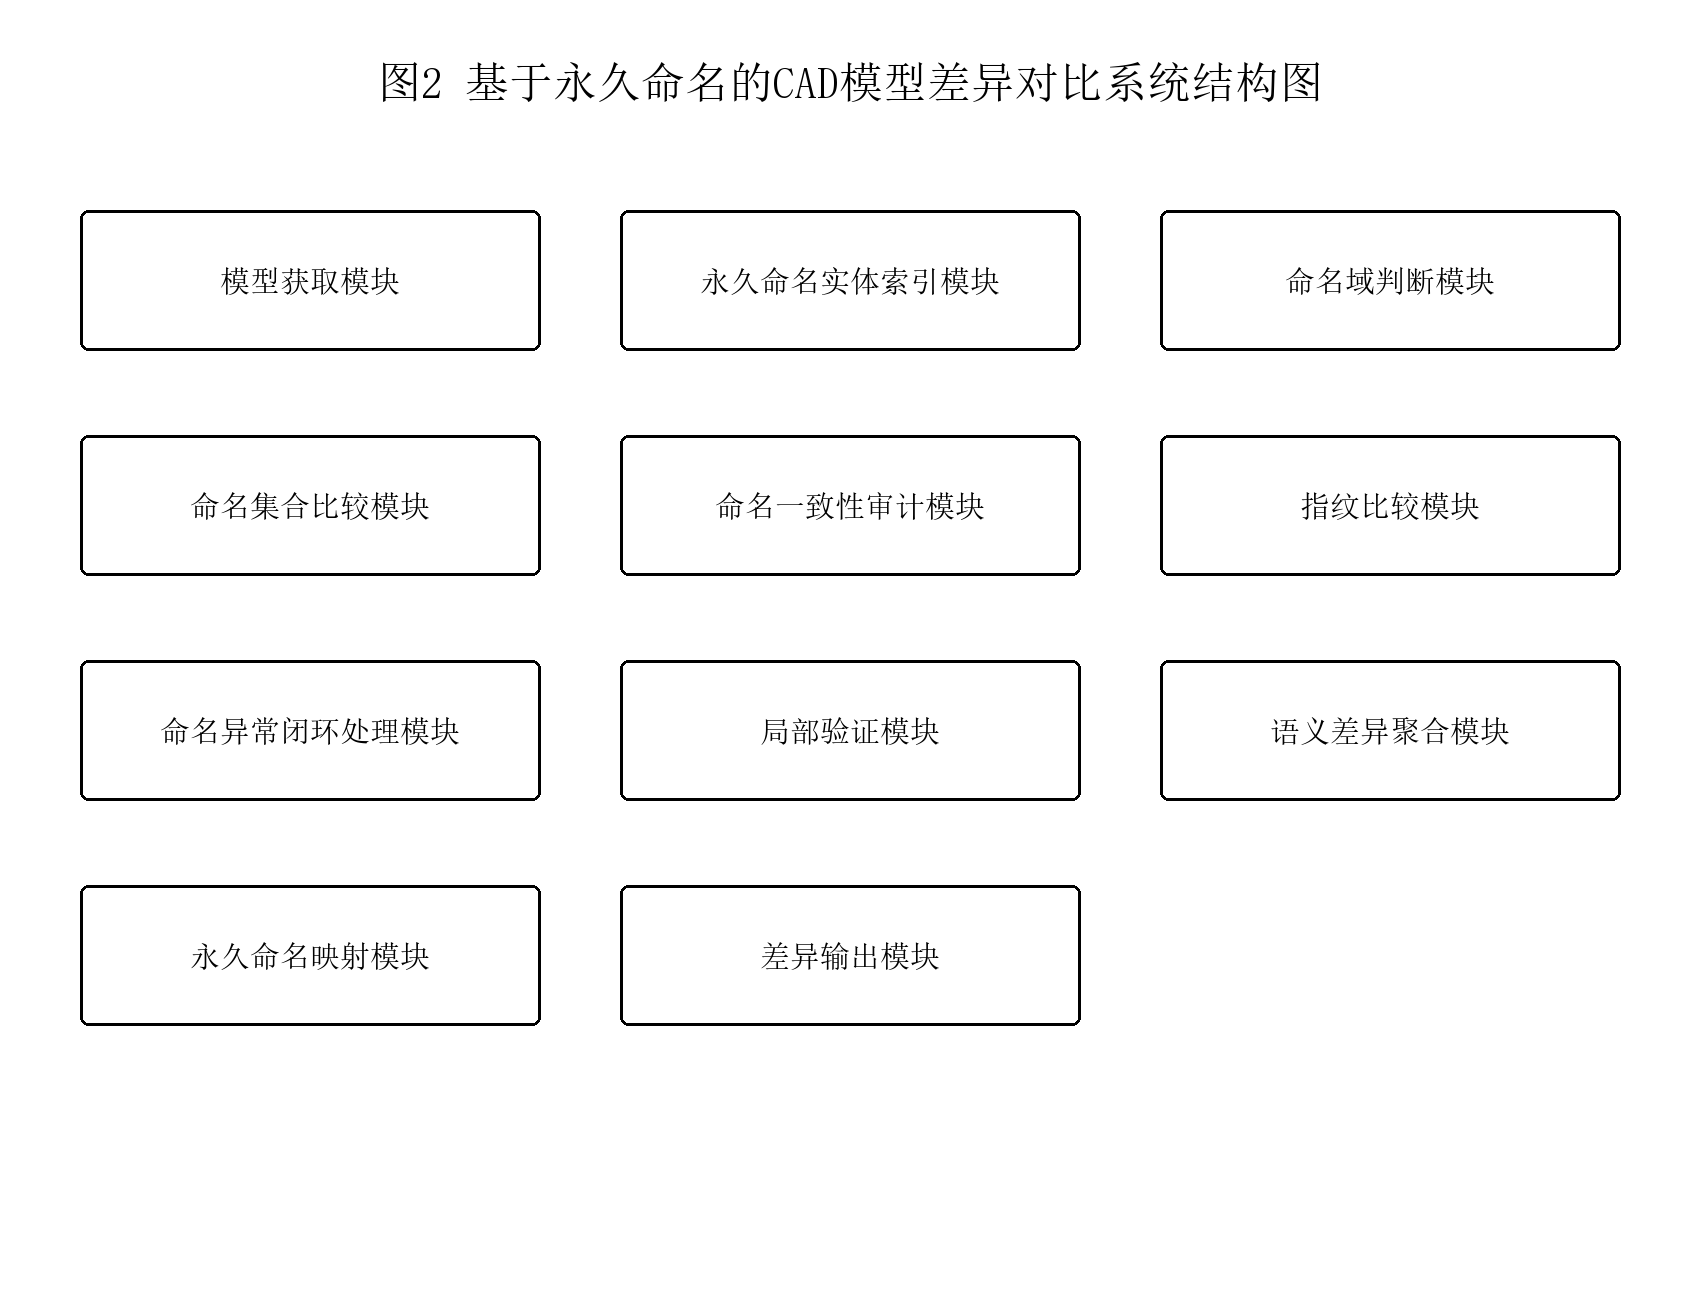 图2 基于永久命名的CAD模型差异对比系统结构图
模型获取模块
永久命名实体索引模块
命名域判断模块
命名集合比较模块
命名一致性审计模块
指纹比较模块
命名异常闭环处理模块
局部验证模块
语义差异聚合模块
永久命名映射模块
差异输出模块